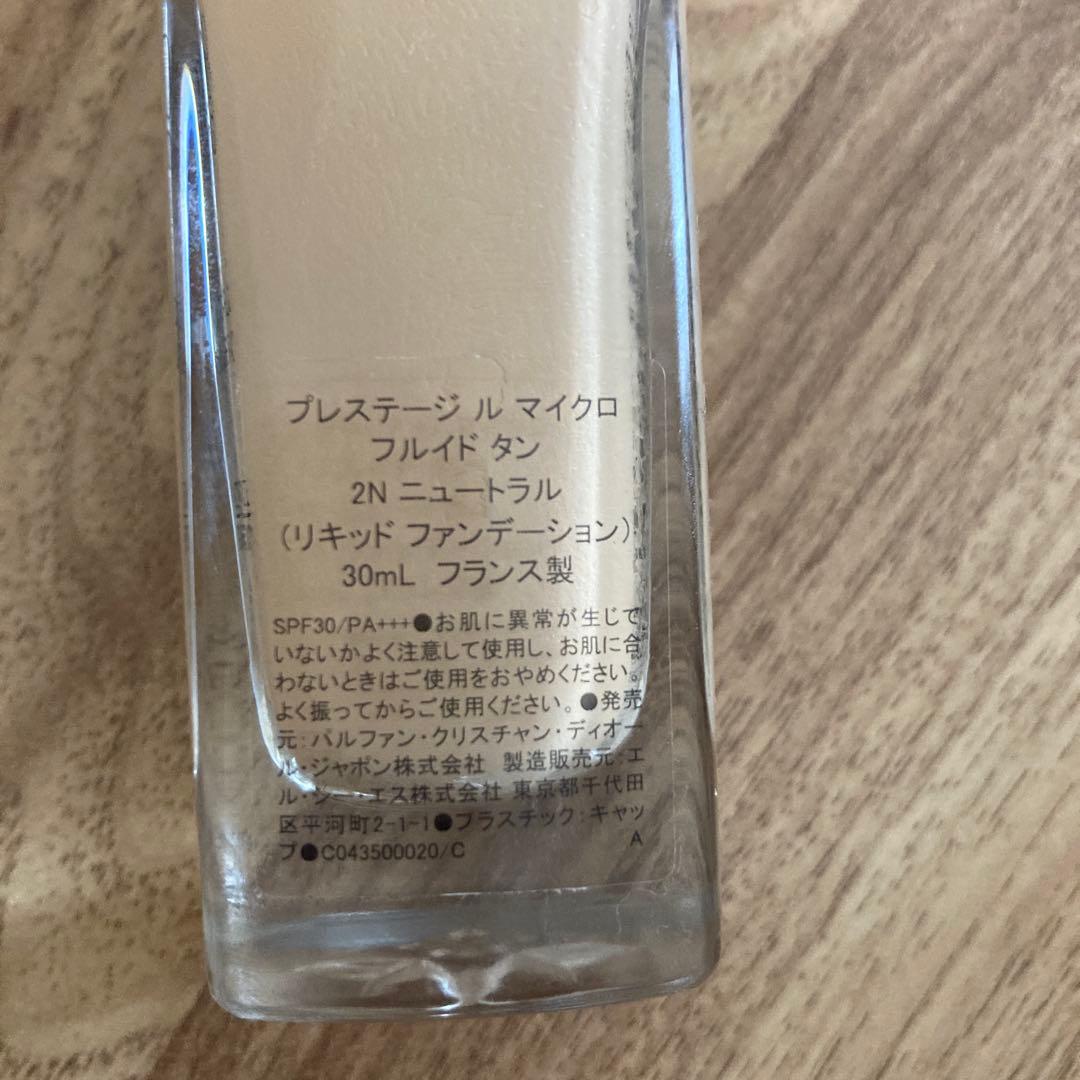 プレステージ ル マイクロ
フルイド タン
2N ニュートラル
(リキッド ファンデーション)
30mL フランス製
SPF30/PA+++●お肌に異常が生じて
いないかよく注意して使用し、お肌に合
わないときはご使用をおやめください。
よく振ってからご使用ください。●発売
元:パルファン・クリスチャン・ディオー
ル・ジャポン株式会社 製造販売元:エ
ル・ジー・エス株式会社 東京都千代田
区平河町2-1-1●プラスチック:キャッ
プ●C043500020/C A